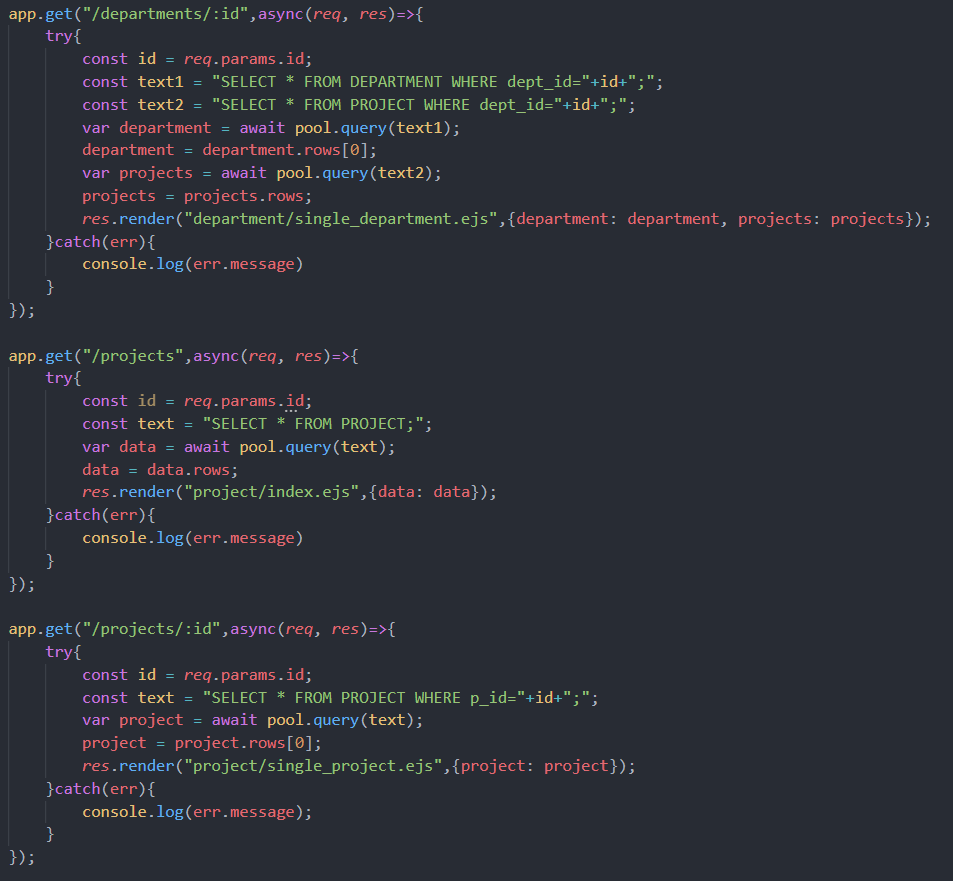 app.get("/departments/:id",async(req, res)=>{
    try{
        const id = req.params.id;
        const text1 = "SELECT * FROM DEPARTMENT WHERE dept_id="+id+";";
        const text2 = "SELECT * FROM PROJECT WHERE dept_id="+id+";";
        var department = await pool.query(text1);
        department = department.rows[0];
        var projects = await pool.query(text2);
        projects = projects.rows;
        res.render("department/single_department.ejs",{department: department, projects: projects});
    }catch(err){
        console.log(err.message)
    }
});

app.get("/projects",async(req, res)=>{
    try{
        const id = req.params.id;
        const text = "SELECT * FROM PROJECT;";
        var data = await pool.query(text);
        data = data.rows;
        res.render("project/index.ejs",{data: data});
    }catch(err){
        console.log(err.message)
    }
});

app.get("/projects/:id",async(req, res)=>{
    try{
        const id = req.params.id;
        const text = "SELECT * FROM PROJECT WHERE p_id="+id+";";
        var project = await pool.query(text);
        project = project.rows[0];
        res.render("project/single_project.ejs",{project: project});
    }catch(err){
        console.log(err.message);
    }
});